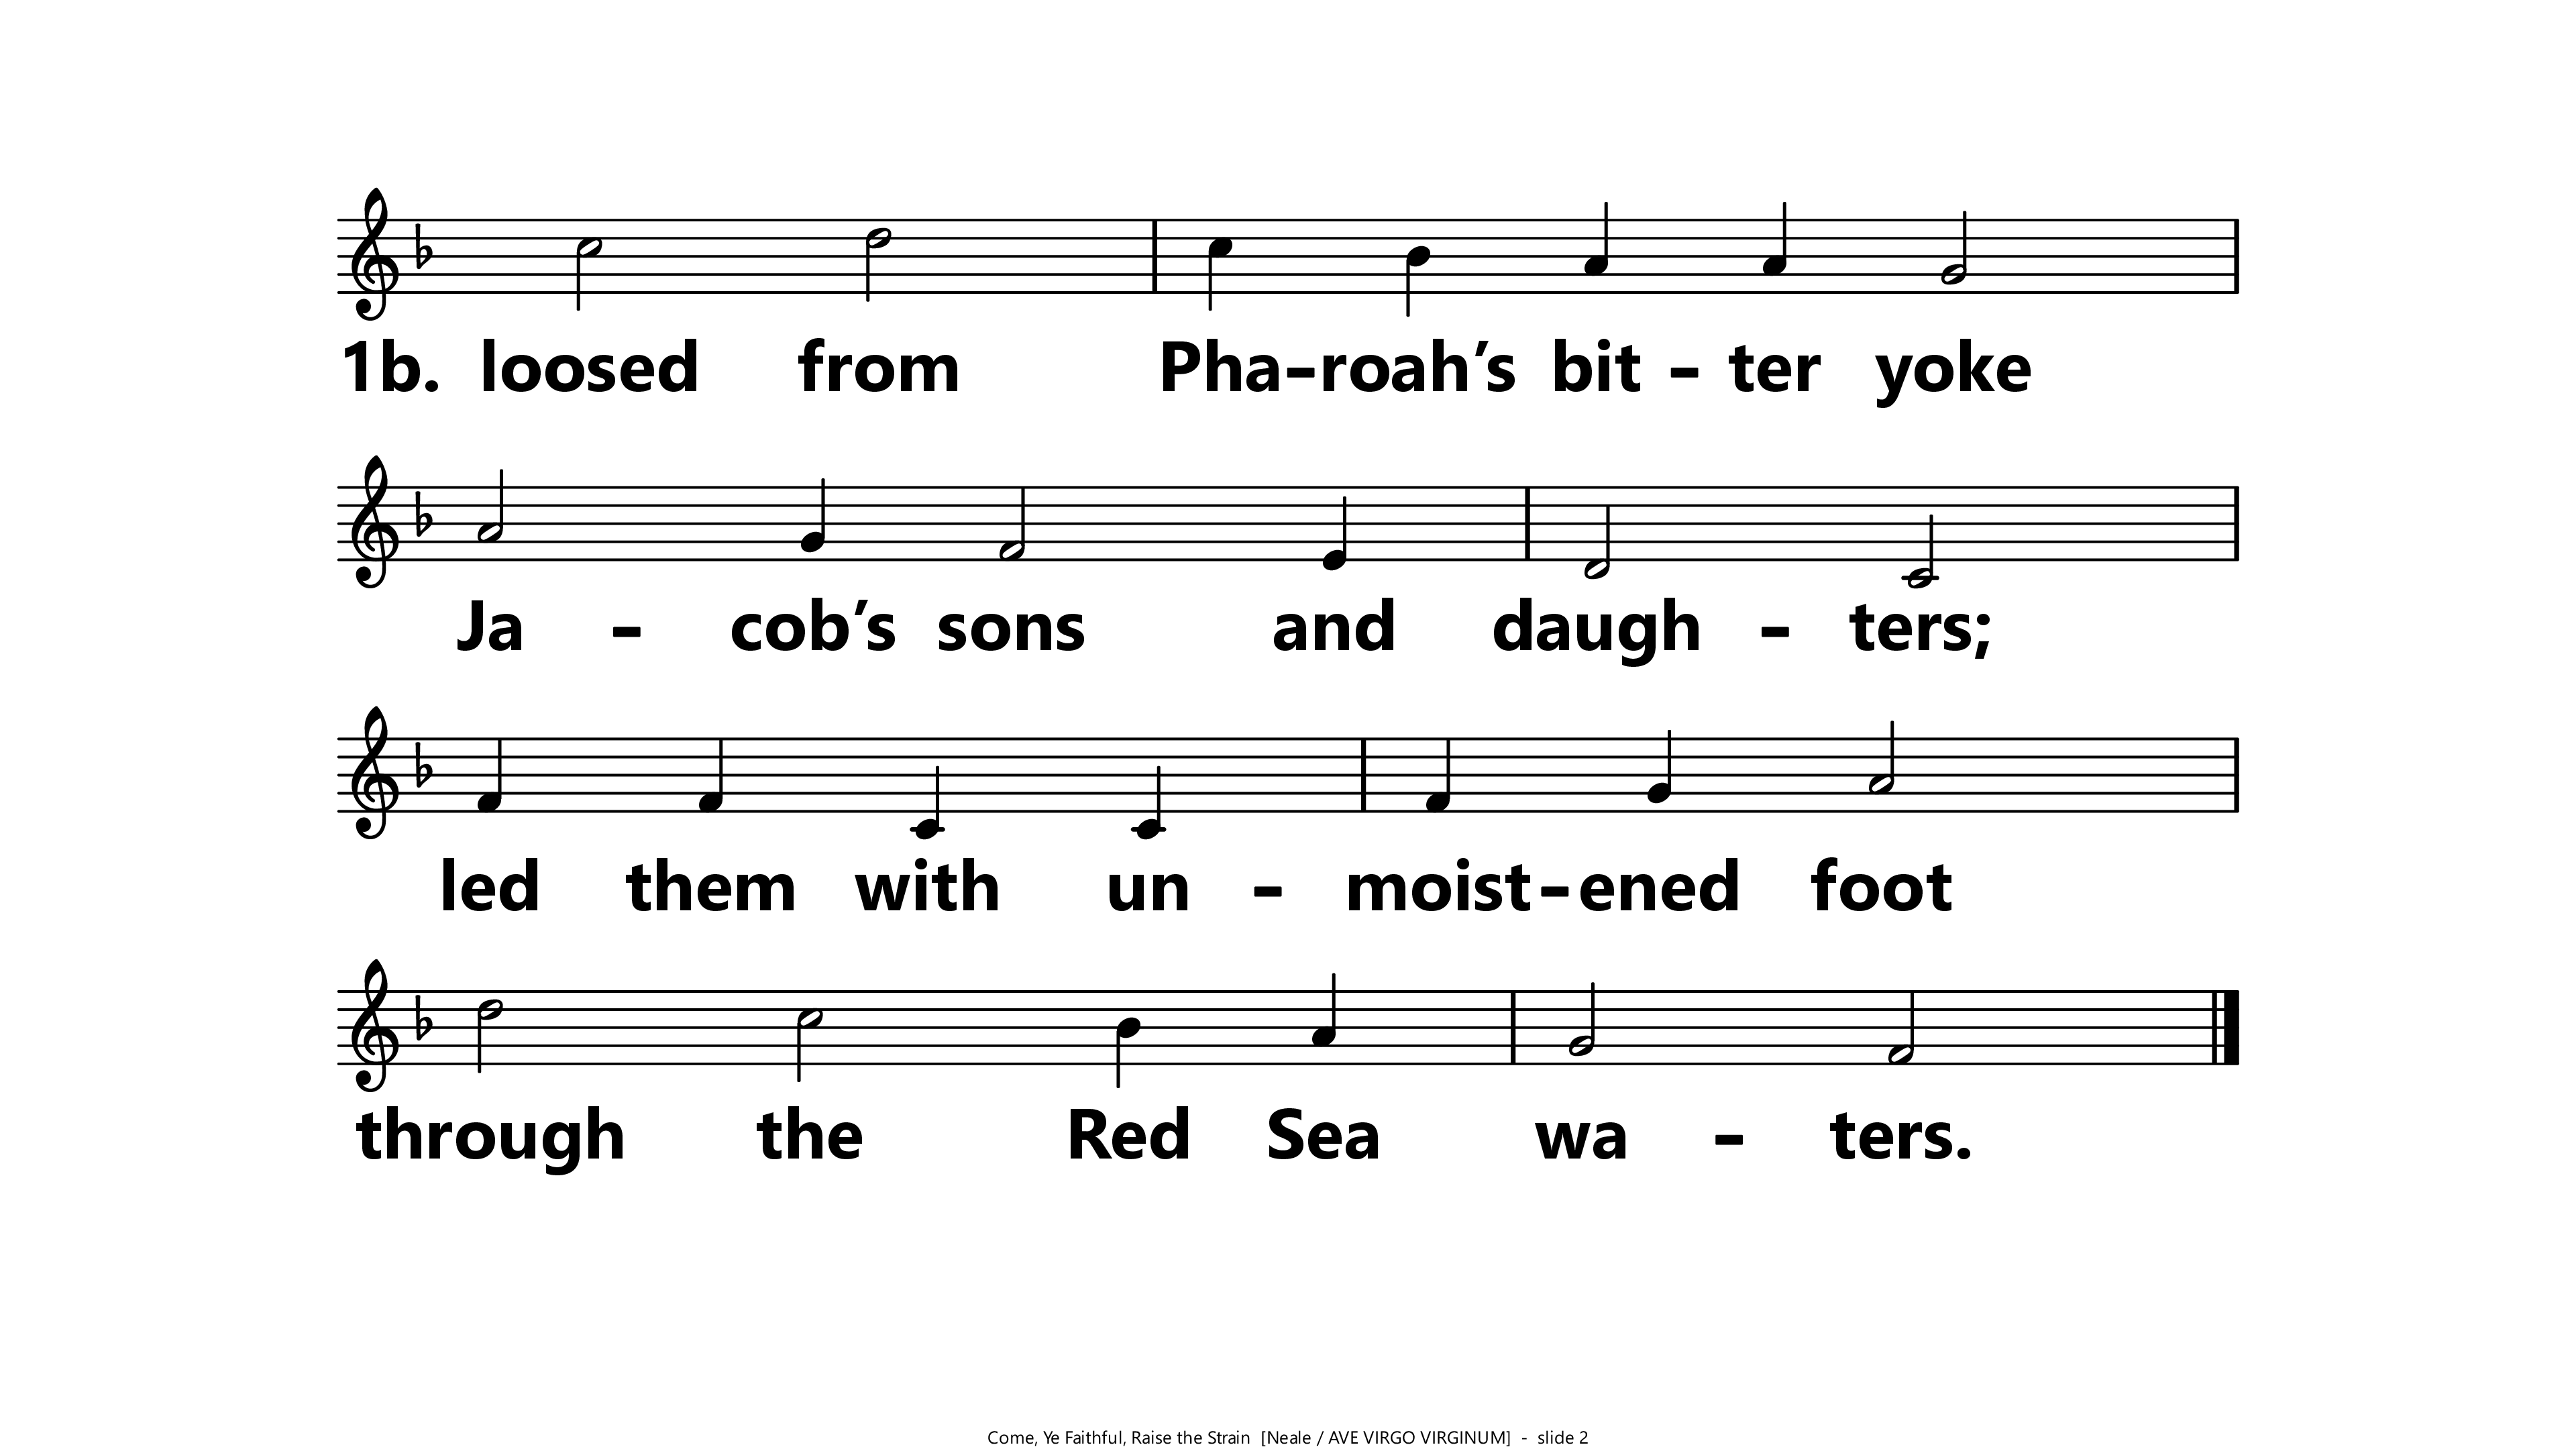 1b. loosed from Pha-roah’s bit - ter yoke
Ja - cob’s sons and daugh - ters;
led them with un - moist-ened foot
through the Red Sea wa - ters.
Come, Ye Faithful, Raise the Strain [Neale / AVE VIRGO VIRGINUM] - slide 2